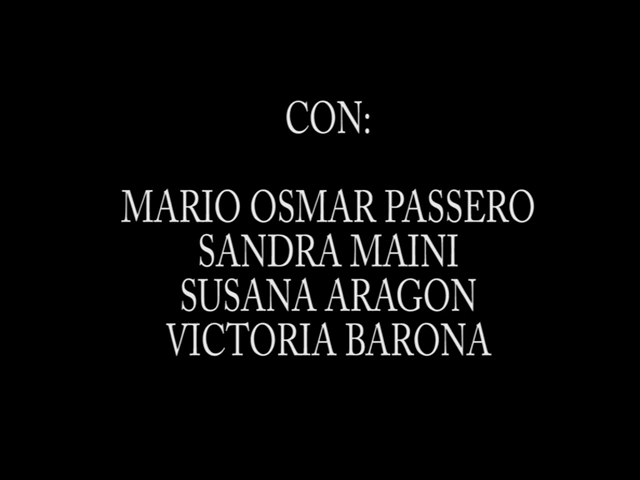 CON:
MARIO OSMAR PASSERO
SANDRA MAINI
SUSANA ARAGON
VICTORIA BARONA